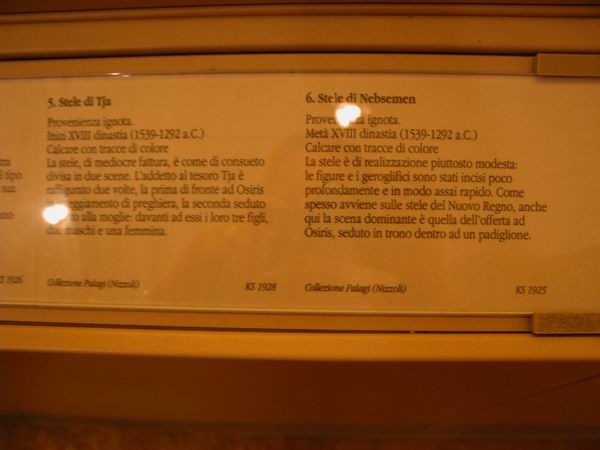 5. Stele di Tja
Provenienza ignota.
Inizi XVIII dinastia (1539-1292 a.C.)
Calcare con tracce di colore
La stele, di mediocre fattura, è come di consueto
divisa in due scene. L'addetto al tesoro Tja è
raffigurato due volte, la prima di fronte ad Osiris
in atteggiamento di preghiera, la seconda seduto
alla moglie: davanti ad essi i loro tre figli,
due maschi e una femmina.
Collezione Palagi (Nizzoli) KS 1928
6. Stele di Nebsemen
Provenienza ignota.
Metà XVIII dinastia (1539-1292 a.C.)
Calcare con tracce di colore
La stele è di realizzazione piuttosto modesta:
le figure e i geroglifici sono stati incisi poco
profondamente e in modo assai rapido. Come
spesso avviene sulle stele del Nuovo Regno, anche
qui la scena dominante è quella dell'offerta ad
Osiris, seduto in trono dentro ad un padiglione.
Collezione Palagi (Nizzoli) KS 1925
tipo
sua
KS 1926